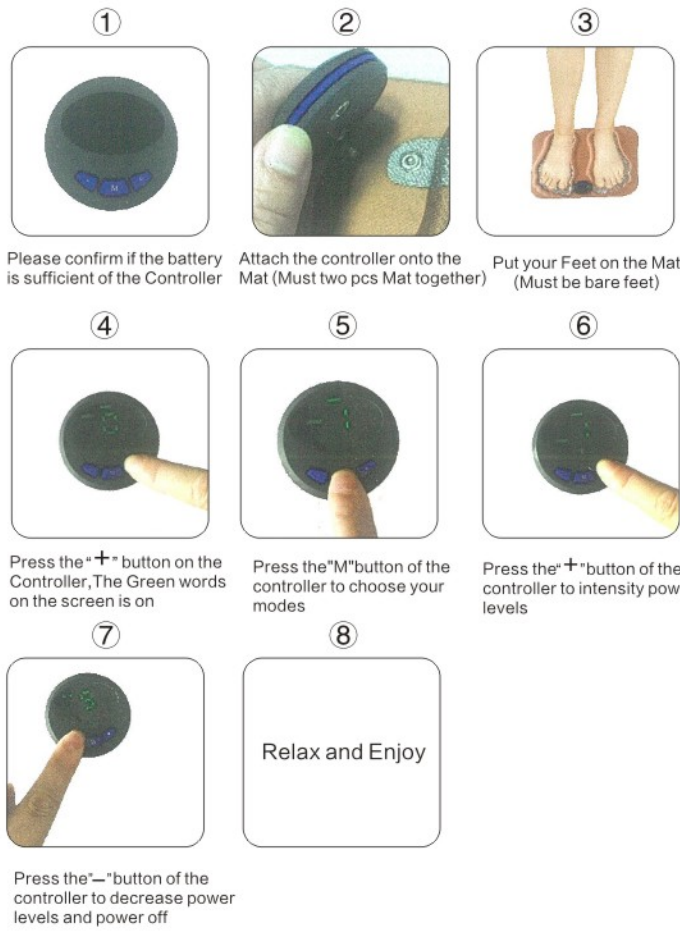 ①
②
③
Please confirm if the battery
is sufficient of the Controller
Attach the controller onto the
Mat (Must two pcs Mat together)
Put your Feet on the Mat
(Must be bare feet)
④
⑤
⑥
Press the "+" button on the
Controller,The Green words
on the screen is on
Press the"M"button of the
controller to choose your
modes
Press the"+"button of the
controller to intensity pow
levels
⑦
⑧
Relax and Enjoy
Press the"—"button of the
controller to decrease power
levels and power off